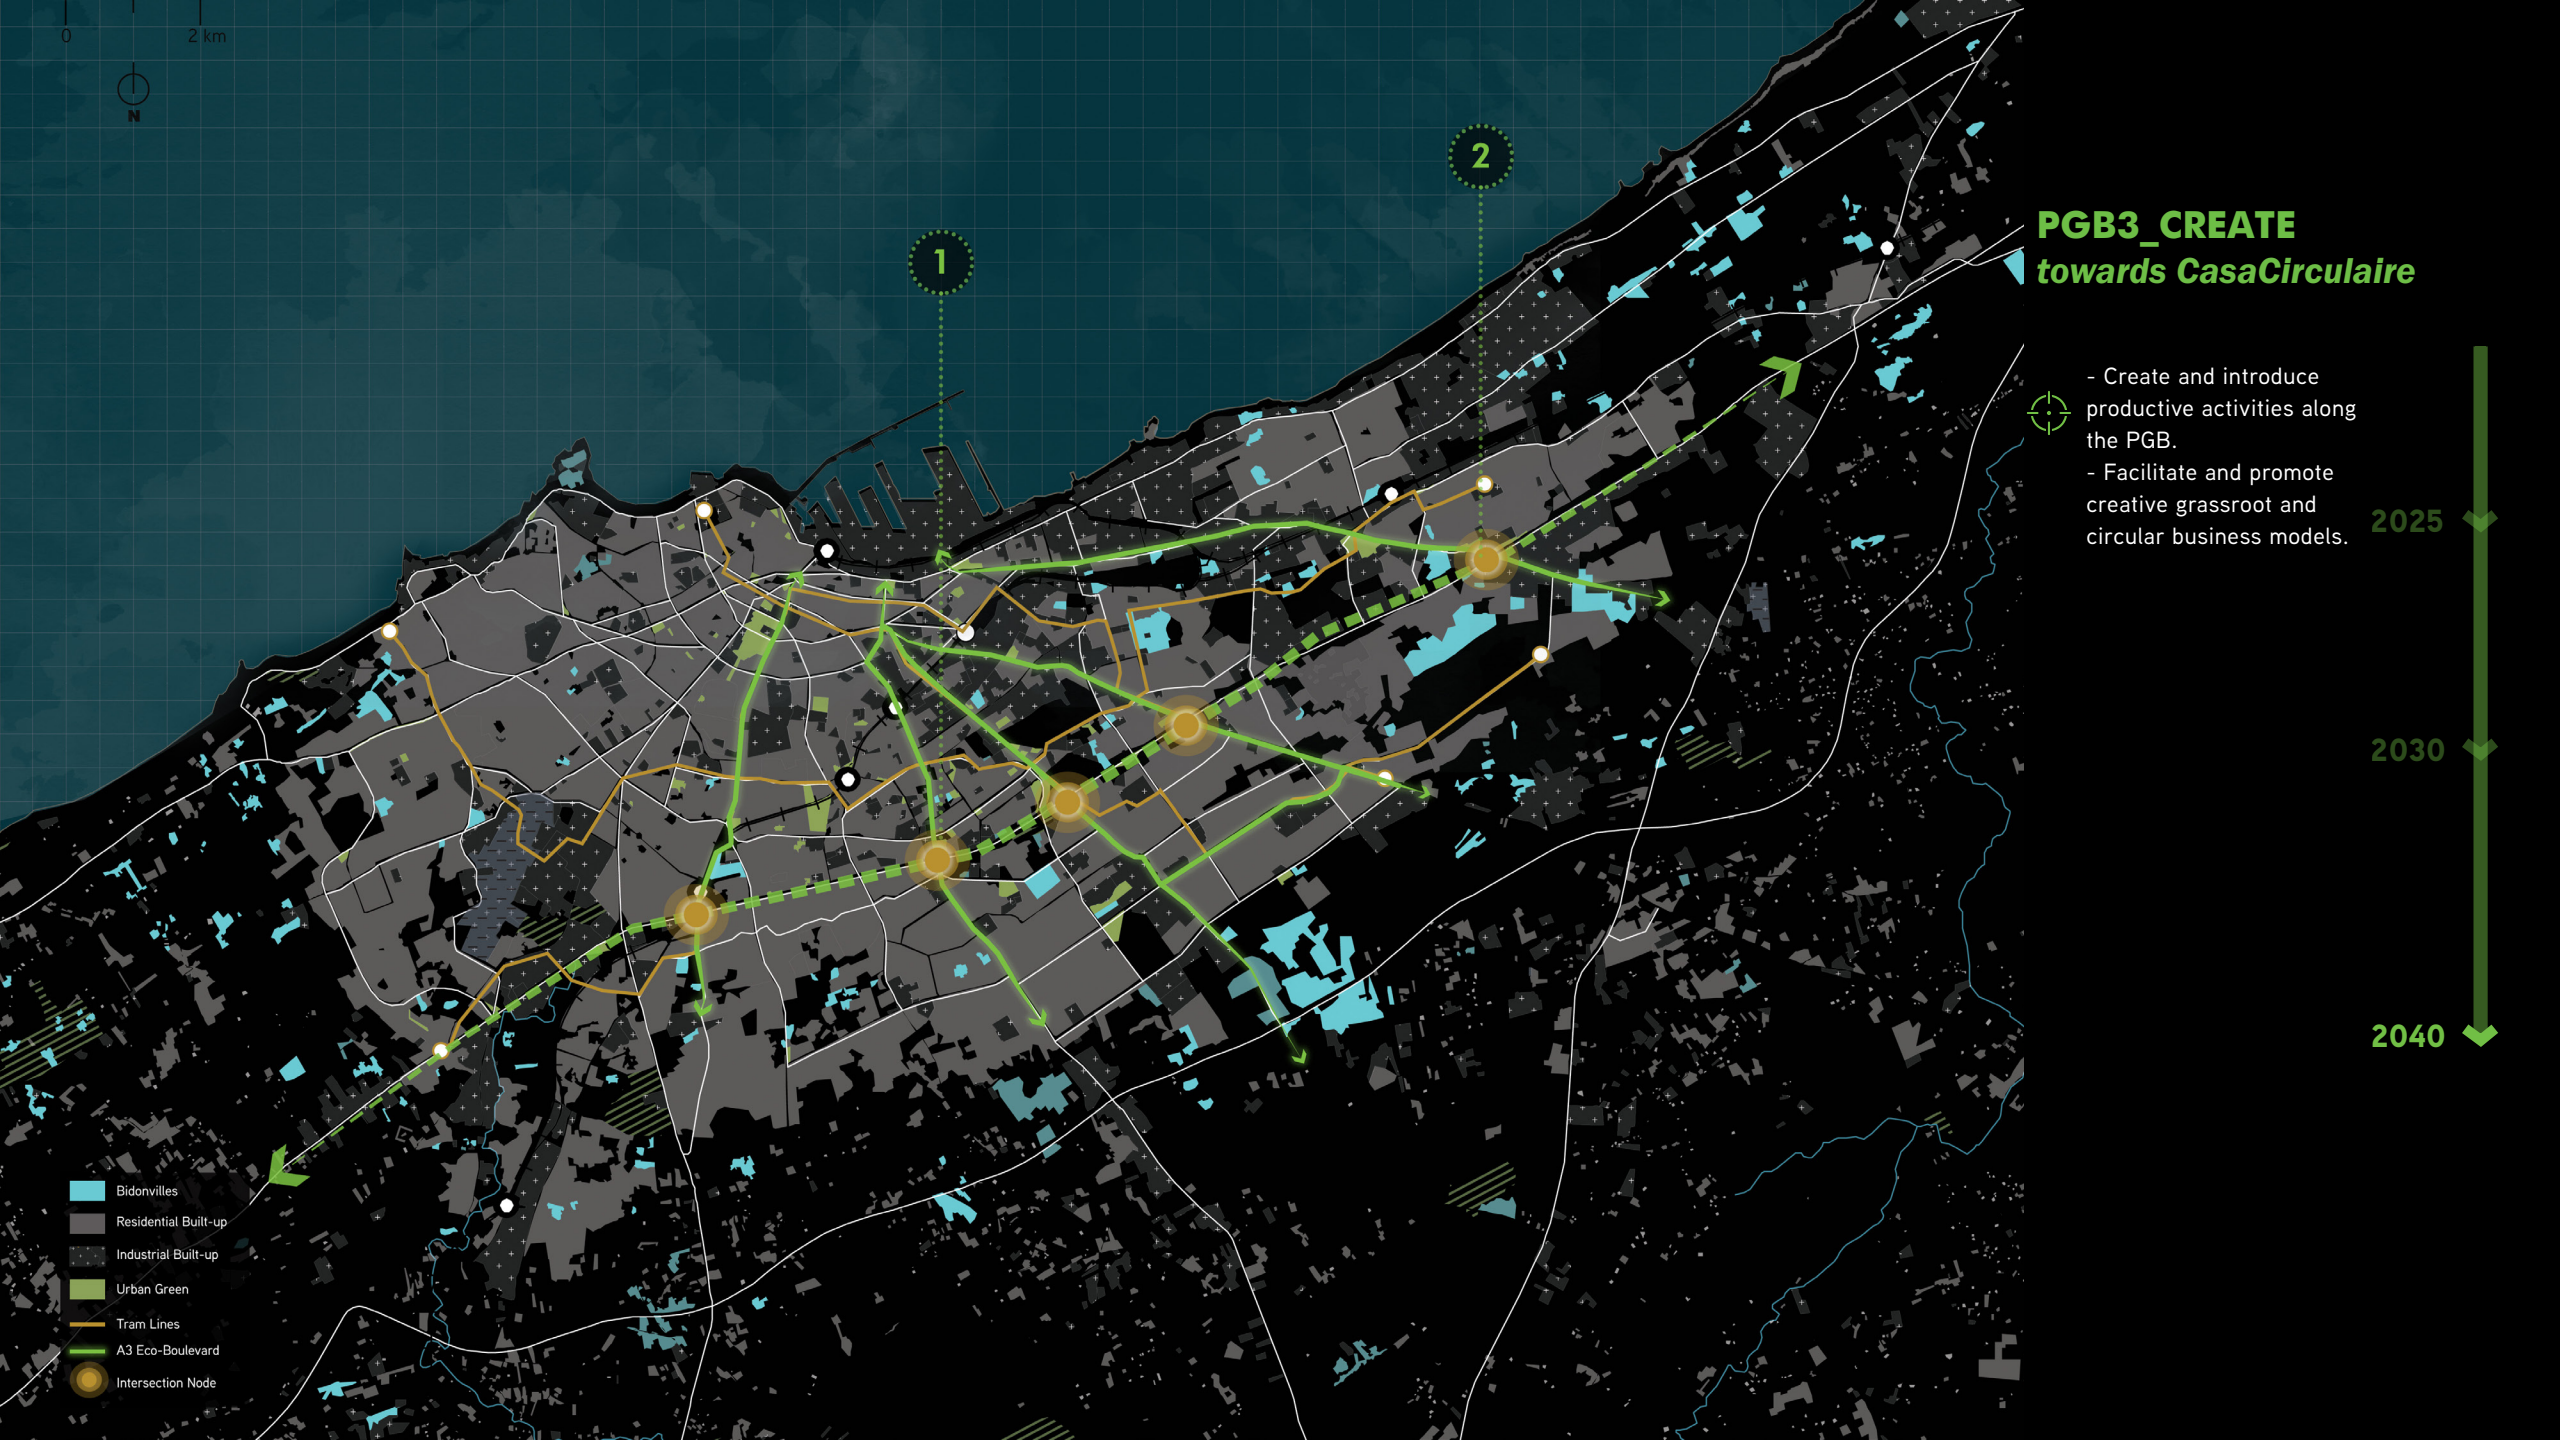 0
2 km
N
1
2
PGB3_CREATE
towards CasaCirculaire
- Create and introduce
productive activities along
the PGB.
- Facilitate and promote
creative grassroot and
circular business models.
2025
2030
2040
Bidonvilles
Residential Built-up
Industrial Built-up
Urban Green
Tram Lines
A3 Eco-Boulevard
Intersection Node